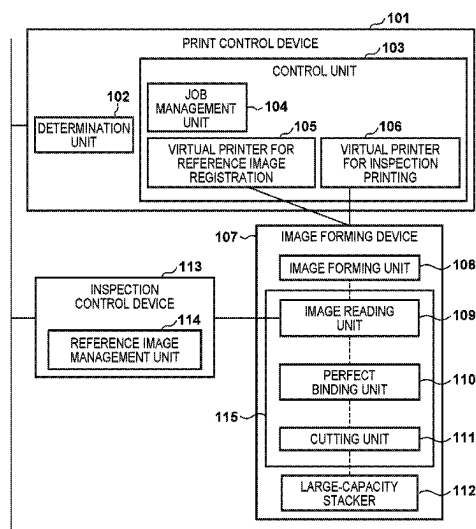 101
PRINT CONTROL DEVICE
103
CONTROL UNIT
102
DETERMINATION
UNIT
JOB
MANAGEMENT
UNIT
104
105
106
VIRTUAL PRINTER FOR
REFERENCE IMAGE
REGISTRATION
VIRTUAL PRINTER
FOR INSPECTION
PRINTING
107
IMAGE FORMING DEVICE
IMAGE FORMING UNIT
108
113
INSPECTION
CONTROL DEVICE
114
REFERENCE IMAGE
MANAGEMENT UNIT
IMAGE READING
UNIT
109
PERFECT
BINDING UNIT
110
115
CUTTING UNIT
111
LARGE-CAPACITY
STACKER
112